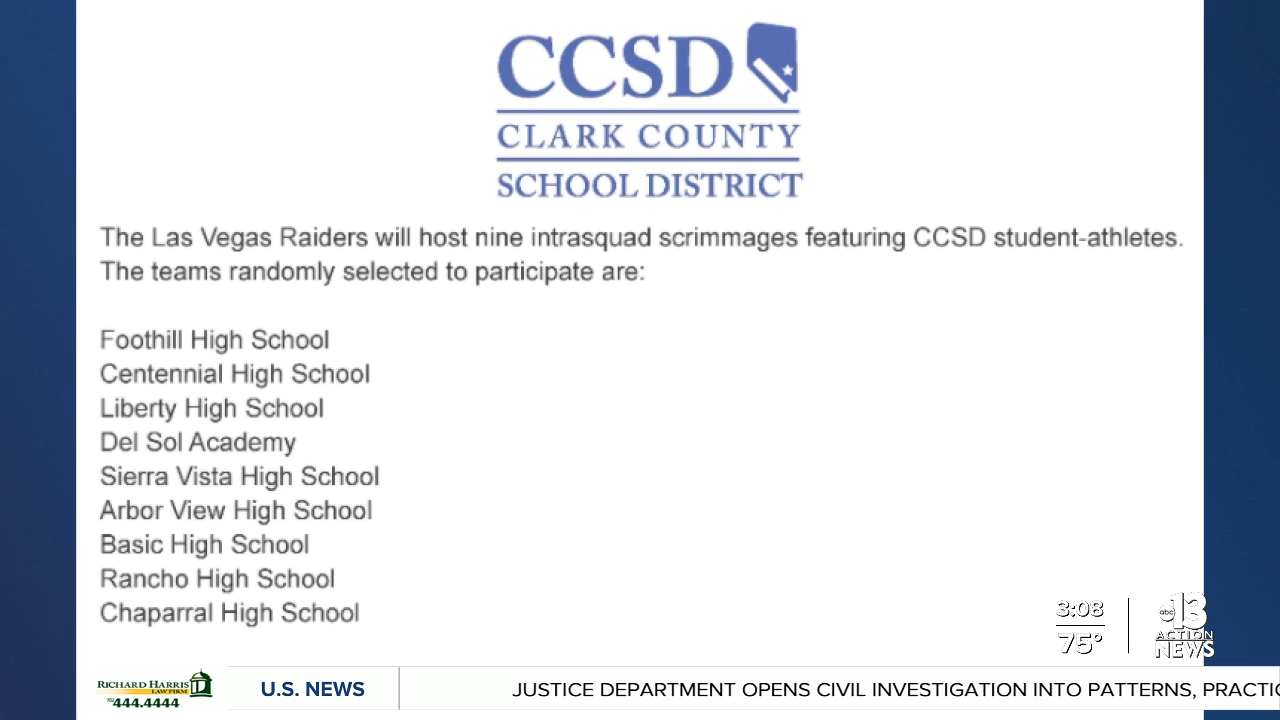 CCSD
CLARK COUNTY
SCHOOL DISTRICT
The Las Vegas Raiders will host nine intrasquad scrimmages featuring CCSD student-athletes.
The teams randomly selected to participate are:
Foothill High School
Centennial High School
Liberty High School
Del Sol Academy
Sierra Vista High School
Arbor View High School
Basic High School
Rancho High School
Chaparral High School
3:08
75°
abc 13
ACTION
NEWS
RICHARD HARRIS
LAW FIRM
702 444.4444
U.S. NEWS
JUSTICE DEPARTMENT OPENS CIVIL INVESTIGATION INTO PATTERNS, PRACTIC